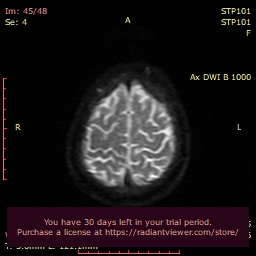 Im: 45/48
Se: 4
A
STP101
STP101
F
Ax DWI B 1000
R
L
You have 30 days left in your trial period.
Purchase a license at https://radiantviewer.com/store/